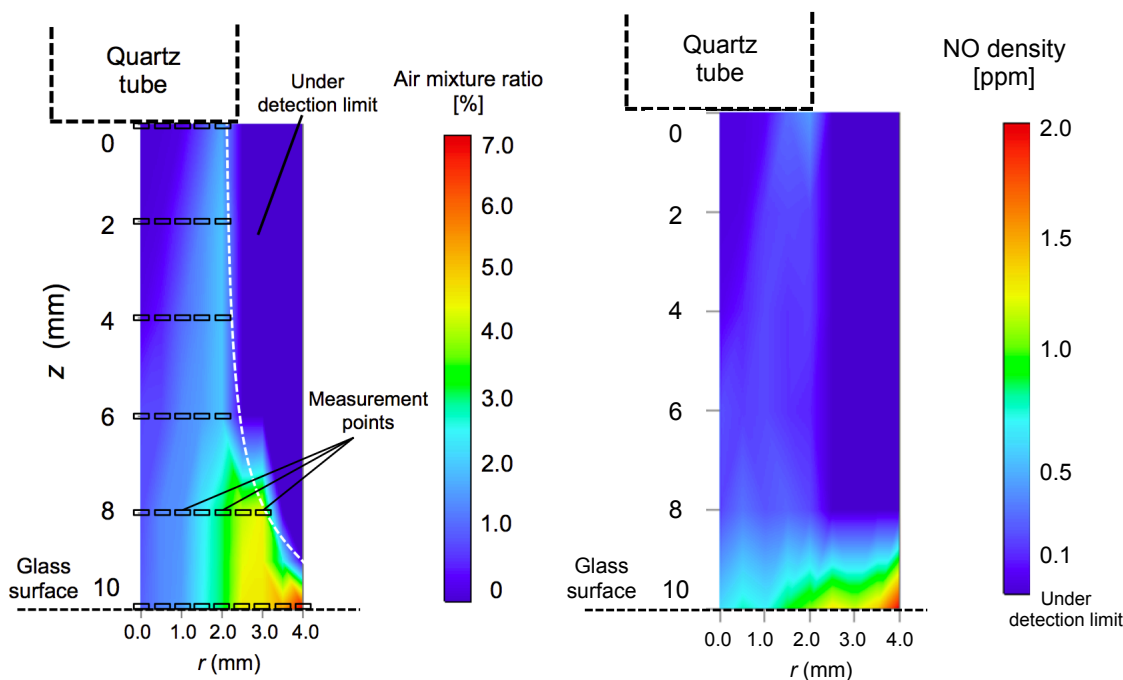 Quartz
tube
Under
detection limit
Air mixture ratio
[%]
7.0
6.0
5.0
4.0
3.0
2.0
1.0
0
z (mm)
0
2
4
6
8
10
Measurement
points
Glass
surface
0.0 1.0 2.0 3.0 4.0
r (mm)
Quartz
tube
NO density
[ppm]
2.0
1.5
1.0
0.5
0.1
Under
detection limit
0
2
4
6
8
10
Glass
surface
0.0 1.0 2.0 3.0 4.0
r (mm)